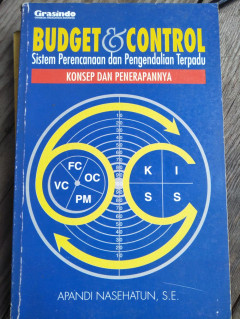 Grasindo
BUDGET & CONTROL
Sistem Perencanaan dan Pengendalian Terpadu
KONSEP DAN PENERAPANNYA
FC
VC
OC
PM
K I
S S
APANDI NASEHATUN, S.E.